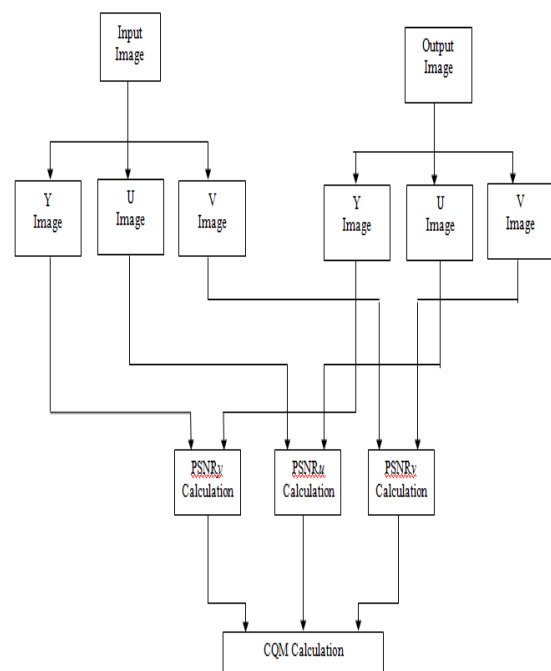 Input
Image
Output
Image
Y
Image
U
Image
V
Image
Y
Image
U
Image
V
Image
PSNRy
Calculation
PSNRu
Calculation
PSNRv
Calculation
CQM Calculation